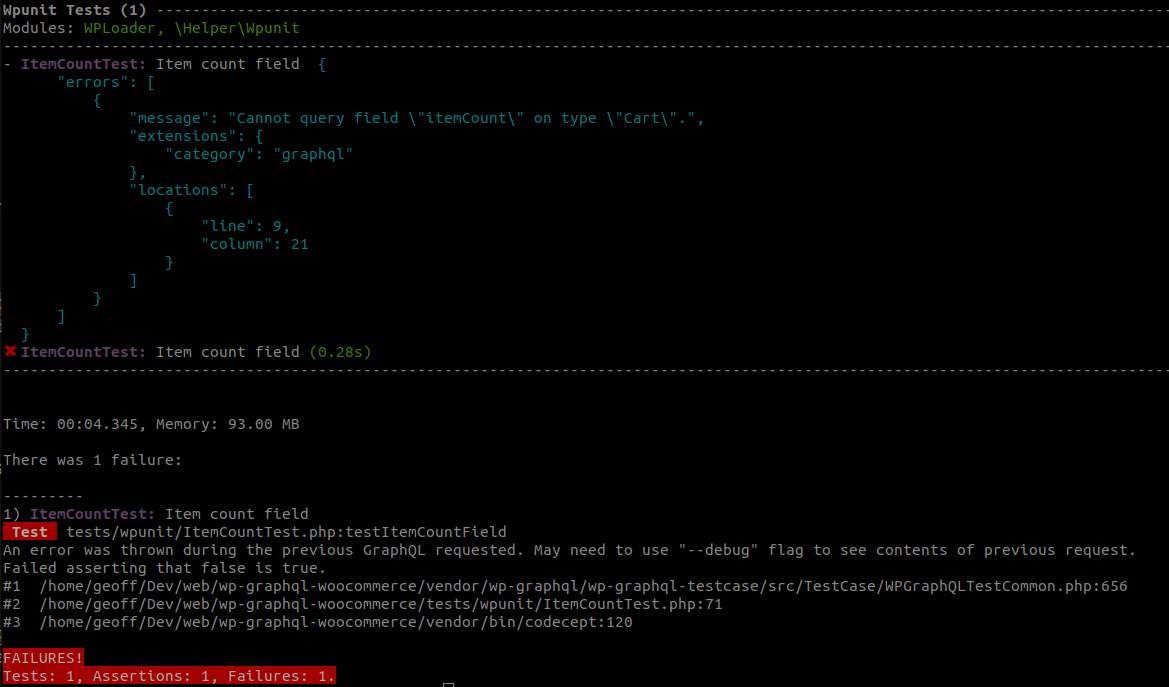 Wpunit Tests (1) ------------------------------------------------------------------------------------------------------------------
Modules: WPLoader, \Helper\Wpunit
----------------------------------------------------------------------------------------------------------------------------------
- ItemCountTest: Item count field  {
      "errors": [
          {
              "message": "Cannot query field \"itemCount\" on type \"Cart\".",
              "extensions": {
                  "category": "graphql"
              },
              "locations": [
                  {
                      "line": 9,
                      "column": 21
                  }
              ]
          }
      ]
  }
✖ ItemCountTest: Item count field (0.28s)
----------------------------------------------------------------------------------------------------------------------------------
Time: 00:04.345, Memory: 93.00 MB
There was 1 failure:
---------
1) ItemCountTest: Item count field
 Test  tests/wpunit/ItemCountTest.php:testItemCountField
An error was thrown during the previous GraphQL requested. May need to use "--debug" flag to see contents of previous request.
Failed asserting that false is true.
#1  /home/geoff/Dev/web/wp-graphql-woocommerce/vendor/wp-graphql/wp-graphql-testcase/src/TestCase/WPGraphQLTestCommon.php:656
#2  /home/geoff/Dev/web/wp-graphql-woocommerce/tests/wpunit/ItemCountTest.php:71
#3  /home/geoff/Dev/web/wp-graphql-woocommerce/vendor/bin/codecept:120
FAILURES!
Tests: 1, Assertions: 1, Failures: 1.